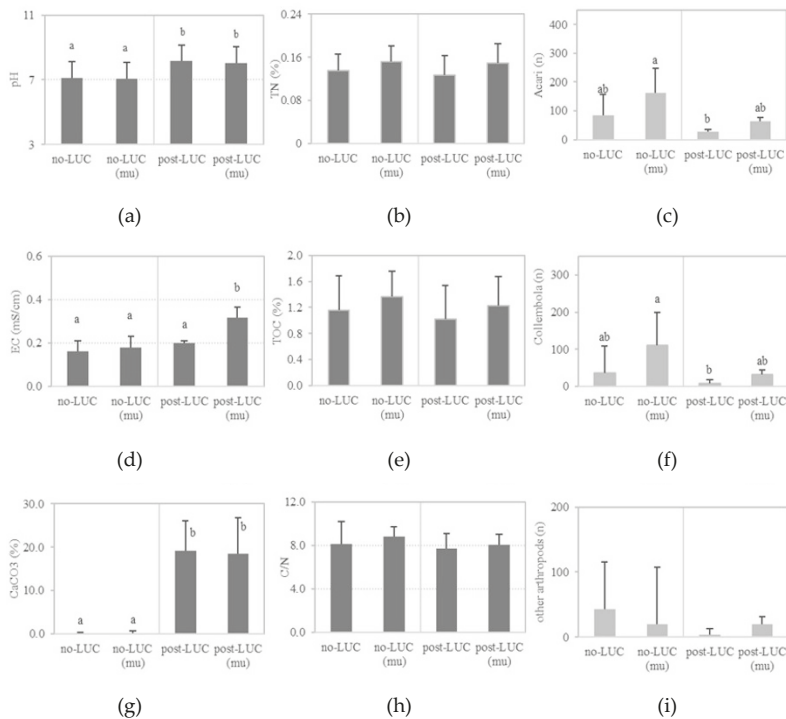 11
7
3
pH
a
a
b
b
no-LUC
no-LUC
(mu)
post-LUC
post-LUC
(mu)
(a)
0.24
0.16
0.08
0
TN (%)
no-LUC
no-LUC
(mu)
post-LUC
post-LUC
(mu)
(b)
400
300
200
100
0
Acari (n)
ab
a
b
ab
no-LUC
no-LUC
(mu)
post-LUC
post-LUC
(mu)
(c)
0.6
0.4
0.2
0.0
EC (mS/cm)
a
a
a
b
no-LUC
no-LUC
(mu)
post-LUC
post-LUC
(mu)
(d)
2.0
1.6
1.2
0.8
0.4
0.0
TOC (%)
no-LUC
no-LUC
(mu)
post-LUC
post-LUC
(mu)
(e)
300
200
100
0
Collembola (n)
ab
a
b
ab
no-LUC
no-LUC
(mu)
post-LUC
post-LUC
(mu)
(f)
30.0
20.0
10.0
0.0
CaCO3 (%)
a
a
b
b
no-LUC
no-LUC
(mu)
post-LUC
post-LUC
(mu)
(g)
12.0
8.0
4.0
0.0
C/N
no-LUC
no-LUC
(mu)
post-LUC
post-LUC
(mu)
(h)
200
100
0
other arthropods (n)
no-LUC
no-LUC
(mu)
post-LUC
post-LUC
(mu)
(i)